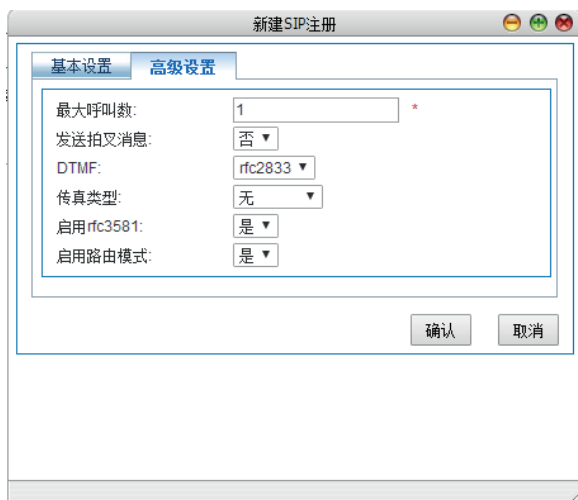 新建SIP注册
基本设置 高级设置
最大呼叫数: 1 *
发送拍叉消息: 否
DTMF: rfc2833
传真类型: 无
启用rfc3581: 是
启用路由模式: 是
确认 取消